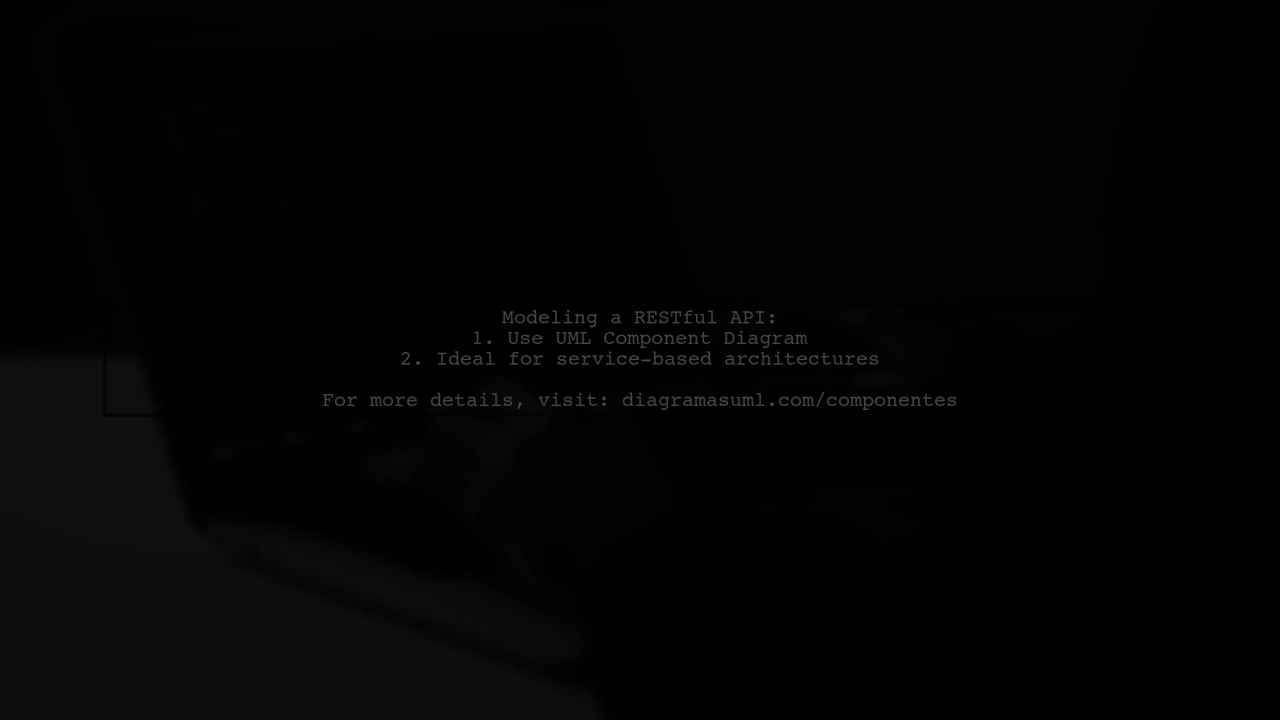 Modeling a RESTful API:
1. Use UML Component Diagram
2. Ideal for service-based architectures
For more details, visit: diagramasuml.com/componentes